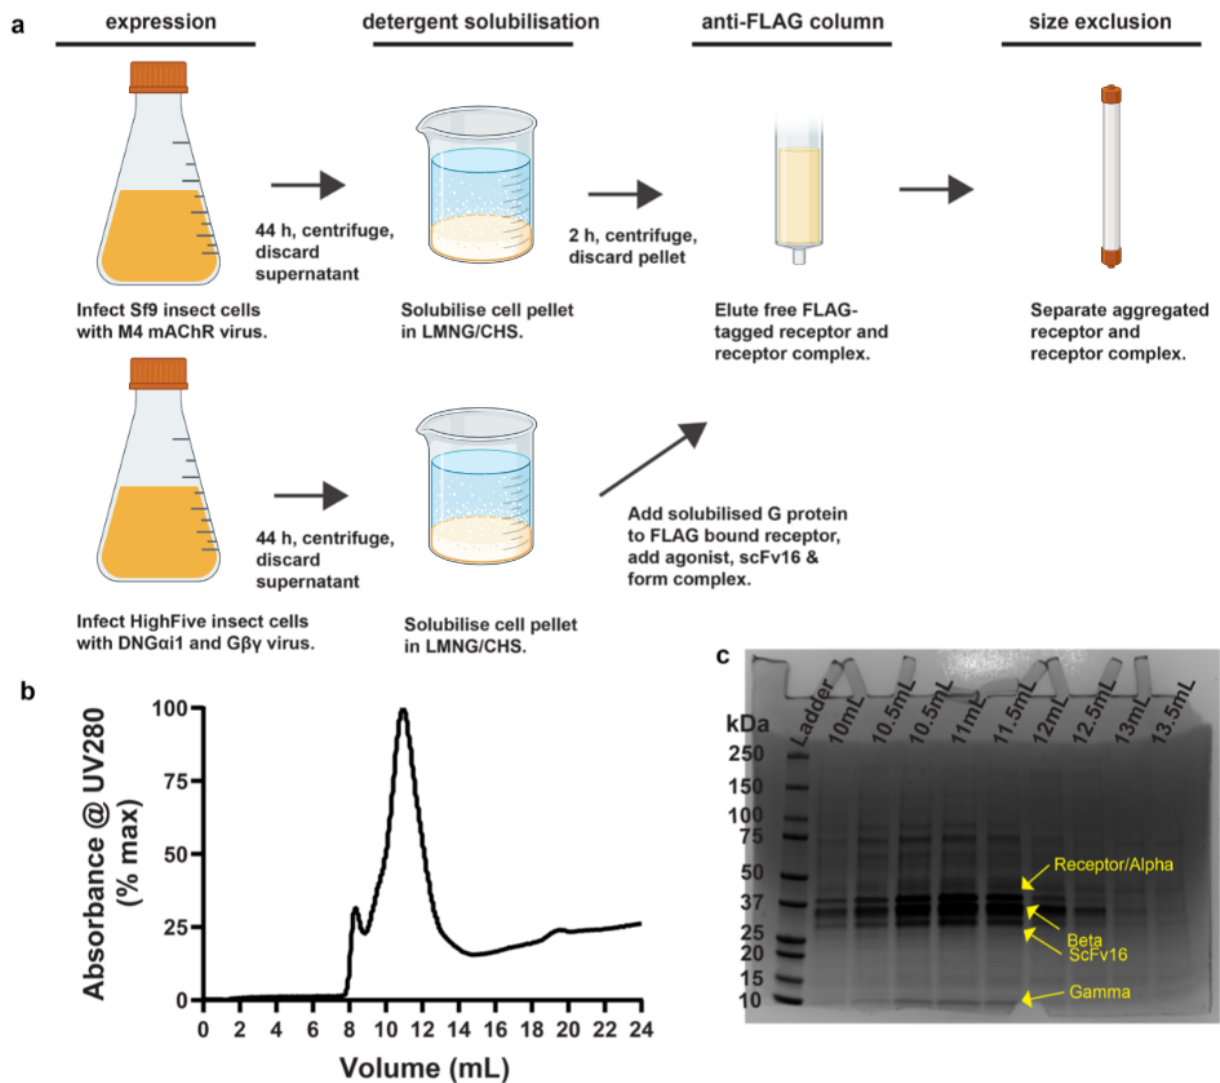 a
expression
detergent solubilisation
anti-FLAG column
size exclusion
44 h, centrifuge,
discard
supernatant
2 h, centrifuge,
discard pellet
Infect Sf9 insect cells
with M4 mAChR virus.
Solubilise cell pellet
in LMNG/CHS.
Elute free FLAG-
tagged receptor and
receptor complex.
Separate aggregated
receptor and
receptor complex.
44 h, centrifuge,
discard
supernatant
Add solubilised G protein
to FLAG bound receptor,
add agonist, scFv16 &
form complex.
Infect HighFive insect cells
with DNGαi1 and Gβγ virus.
Solubilise cell pellet
in LMNG/CHS.
b
Absorbance @ UV280
(% max)
100
75
50
25
0
0 2 4 6 8 10 12 14 16 18 20 22 24
Volume (mL)
c
kDa
Ladder
10mL
10.5mL
10.5mL
11mL
11.5mL
12mL
12.5mL
13mL
13.5mL
250
150
100
75
50
37
25
20
15
10
Receptor/Alpha
Beta
ScFv16
Gamma